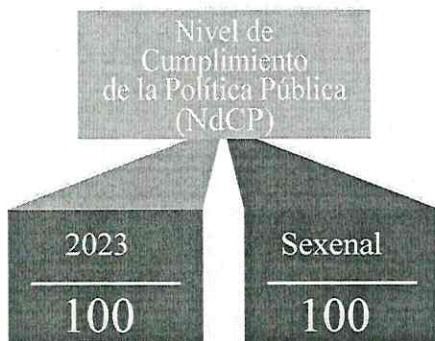 Nivel de
Cumplimiento
de la Política Pública
(NdCP)
2023
100
Sexenal
100